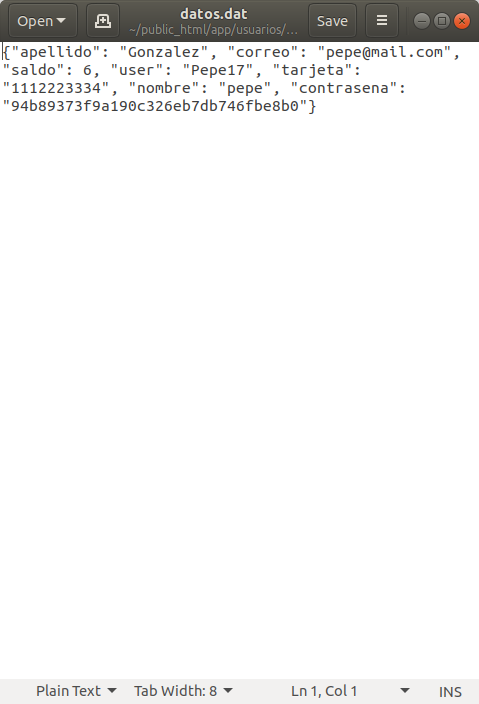 Open
datos.dat
~/public_html/app/usuarios/...
Save
{"apellido": "Gonzalez", "correo": "pepe@mail.com",
"saldo": 6, "user": "Pepe17", "tarjeta":
"1112223334", "nombre": "pepe", "contrasena":
"94b89373f9a190c326eb7db746fbe8b0"}
Plain Text Tab Width: 8 Ln 1, Col 1 INS